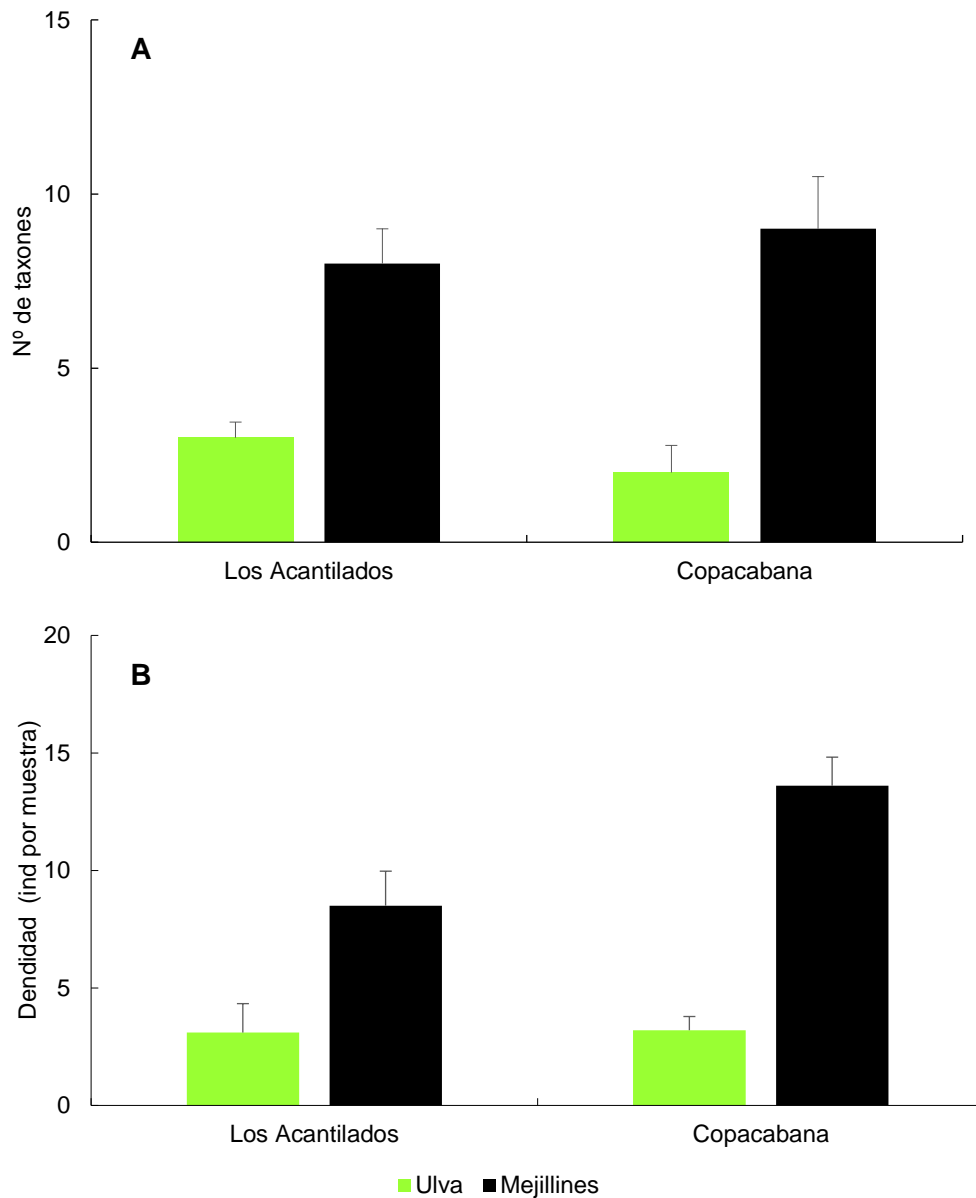 15
A
10
5
0
Nº de taxones
Los Acantilados
Copacabana
20
B
15
10
5
0
Dendidad (ind por muestra)
Los Acantilados
Copacabana
Ulva
Mejillines